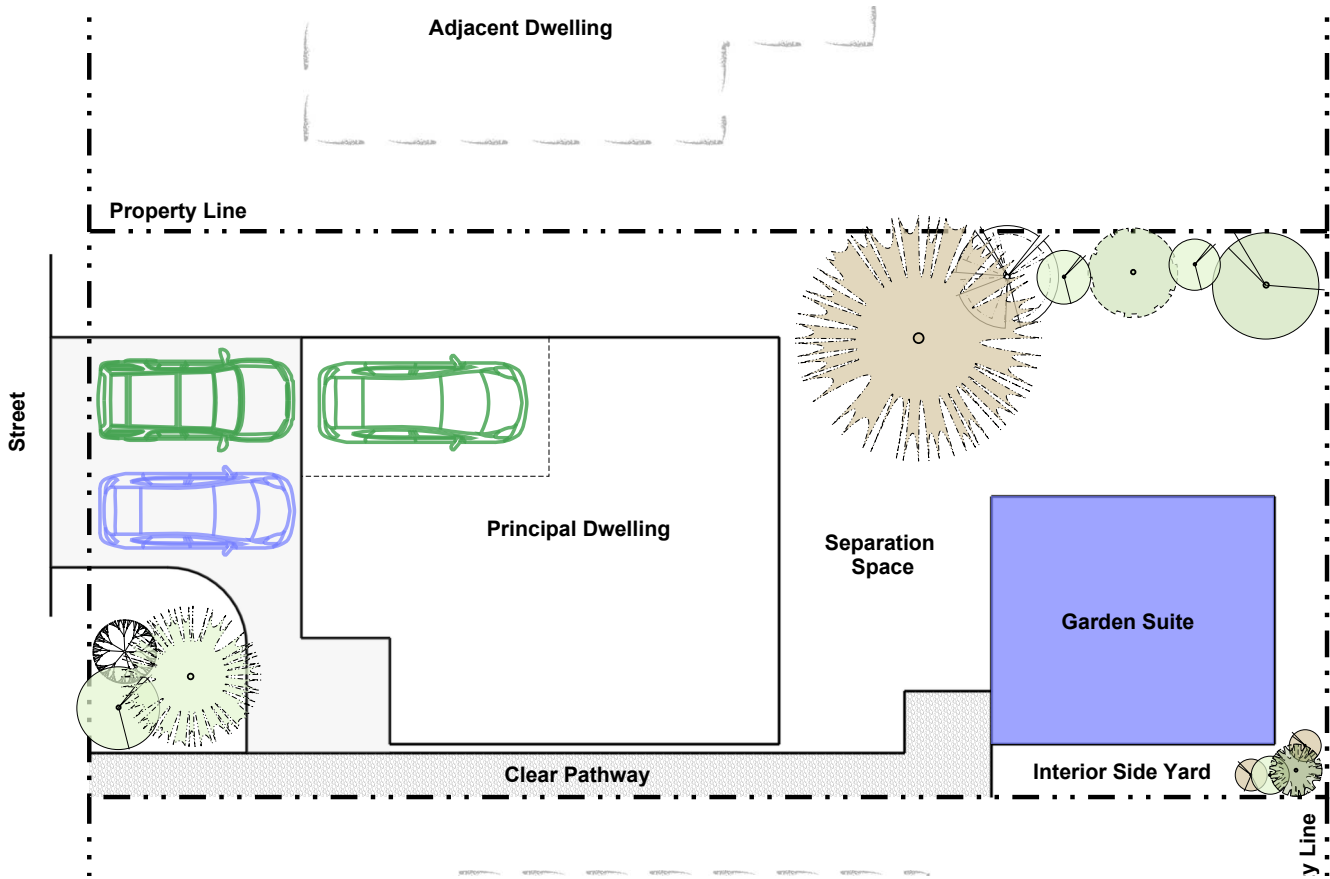 Adjacent Dwelling
Property Line
Street
Principal Dwelling
Separation
Space
Garden Suite
Clear Pathway
Interior Side Yard
Line